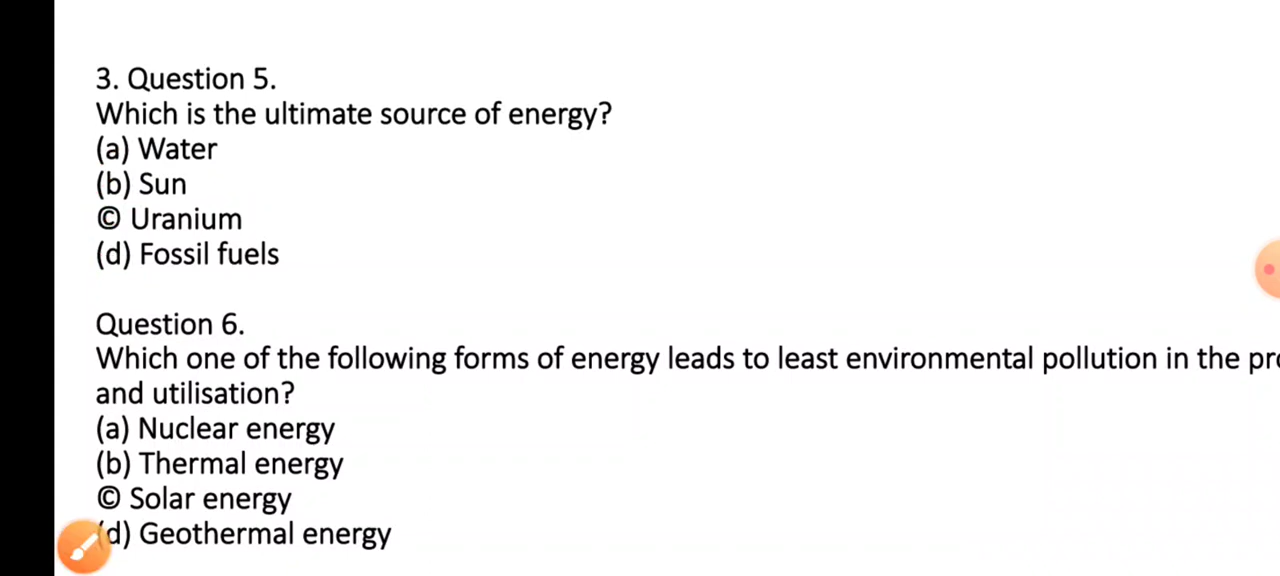 3. Question 5.
Which is the ultimate source of energy?
(a) Water
(b) Sun
© Uranium
(d) Fossil fuels
Question 6.
Which one of the following forms of energy leads to least environmental pollution in the
and utilisation?
(a) Nuclear energy
(b) Thermal energy
© Solar energy
(d) Geothermal energy